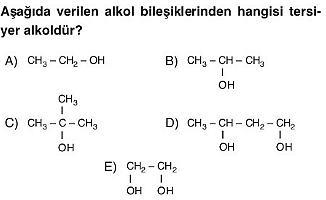 Aşağıda verilen alkol bileşiklerinden hangisi tersi-
yer alkoldür?
A) CH₃ – CH₂ – OH
B) CH₃ – CH – CH₃
OH
CH₃
C) CH₃ – C – CH₃
OH
D) CH₃ – CH – CH₂ – CH₂
OH OH
E) CH₂ – CH₂
OH OH